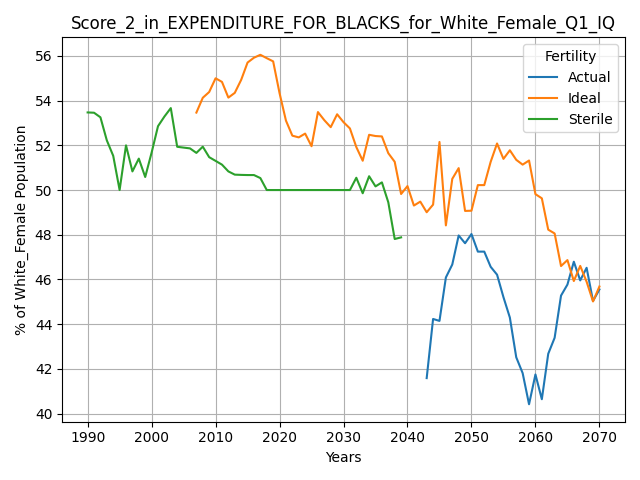 Score_2_in_EXPENDITURE_FOR_BLACKS_for_White_Female_Q1_IQ
Fertility
Actual
Ideal
Sterile
% of White_Female Population
56
54
52
50
48
46
44
42
40
1990 2000 2010 2020 2030 2040 2050 2060 2070
Years